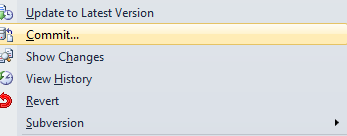 Update to Latest Version
Commit...
Show Changes
View History
Revert
Subversion